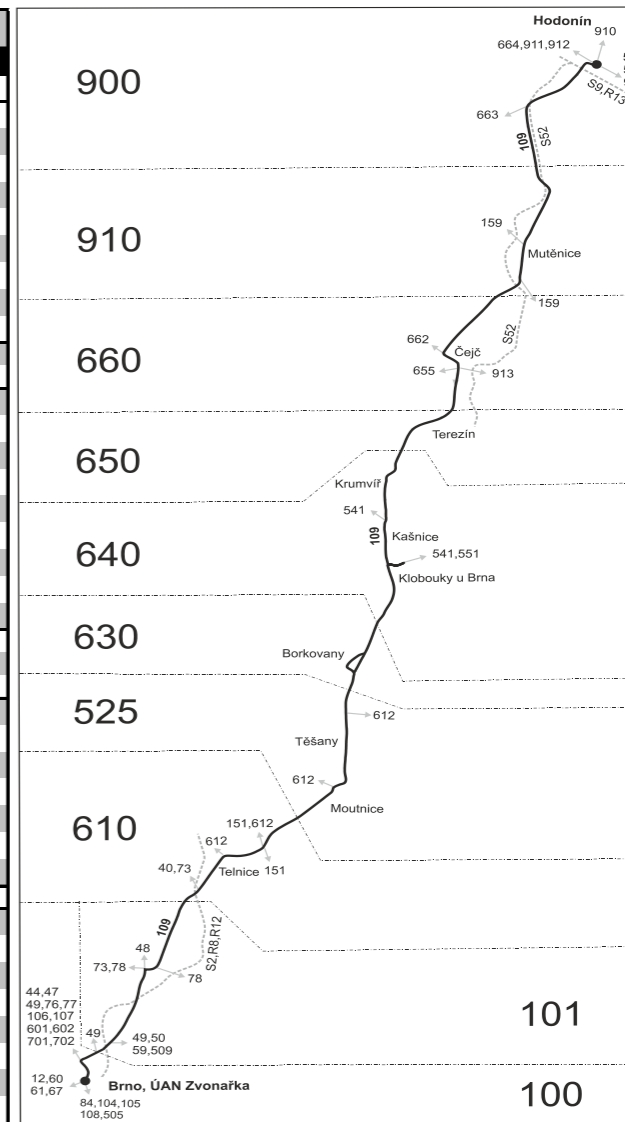 Hodonín
910
664,911,912
S9,R13
900
663
109
S52
910
159
Mutěnice
159
660
662
Čejč
S52
655
913
Terezín
650
Krumvíř
541
109
Kašnice
640
541,551
Klobouky u Brna
630
Borkovany
525
612
Těšany
612
Moutnice
610
151,612
612
151
Telnice
40,73
109
S2,R8,R12
48
73,78
78
44,47
49,76,77
106,107
601,602
701,702
101
49
49,50
59,509
12,60
61,67
Brno, ÚAN Zvonařka
84,104,105
108,505
100